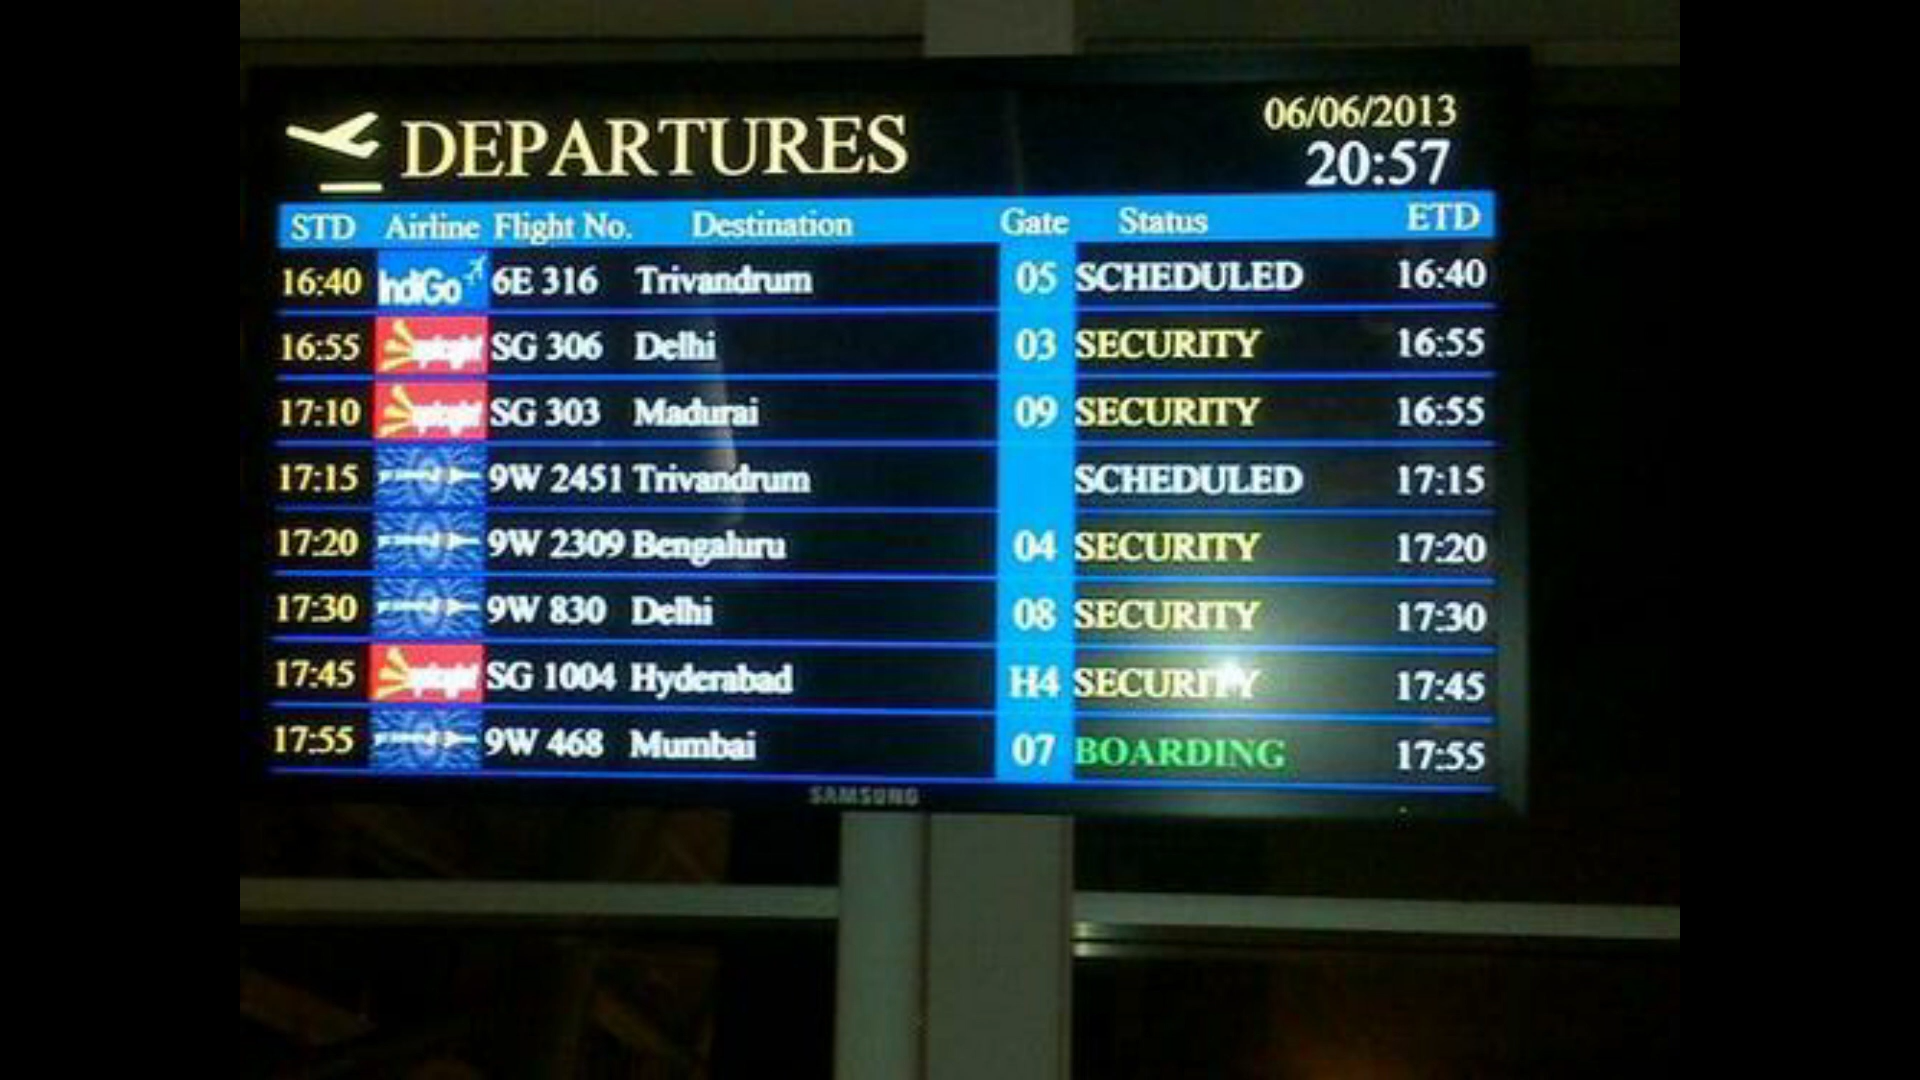 DEPARTURES 06/06/2013
20:57
STD Airline Flight No. Destination Gate Status ETD
16:40 IndiGo 6E 316 Trivandrum 05 SCHEDULED 16:40
16:55 SG 306 Delhi 03 SECURITY 16:55
17:10 SG 303 Madurai 09 SECURITY 16:55
17:15 9W 2451 Trivandrum SCHEDULED 17:15
17:20 9W 2309 Bengaluru 04 SECURITY 17:20
17:30 9W 830 Delhi 08 SECURITY 17:30
17:45 SG 1004 Hyderabad H4 SECURITY 17:45
17:55 9W 468 Mumbai 07 BOARDING 17:55
SAMSUNG